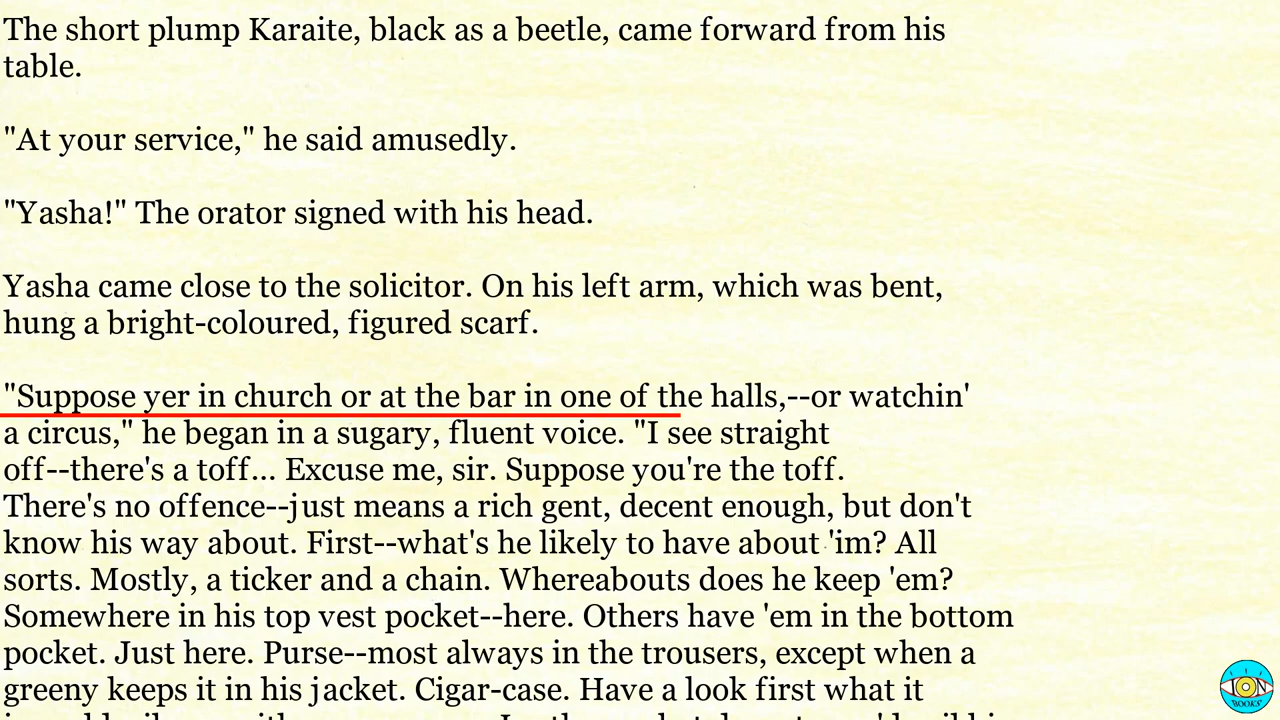 The short plump Karaite, black as a beetle, came forward from his
table.
"At your service," he said amusedly.
"Yasha!" The orator signed with his head.
Yasha came close to the solicitor. On his left arm, which was bent,
hung a bright-coloured, figured scarf.
"Suppose yer in church or at the bar in one of the halls,--or watchin'
a circus," he began in a sugary, fluent voice. "I see straight
off--there's a toff... Excuse me, sir. Suppose you're the toff.
There's no offence--just means a rich gent, decent enough, but don't
know his way about. First--what's he likely to have about 'im? All
sorts. Mostly, a ticker and a chain. Whereabouts does he keep 'em?
Somewhere in his top vest pocket--here. Others have 'em in the bottom
pocket. Just here. Purse--most always in the trousers, except when a
greeny keeps it in his jacket. Cigar-case. Have a look first what it
ION
BOOKS